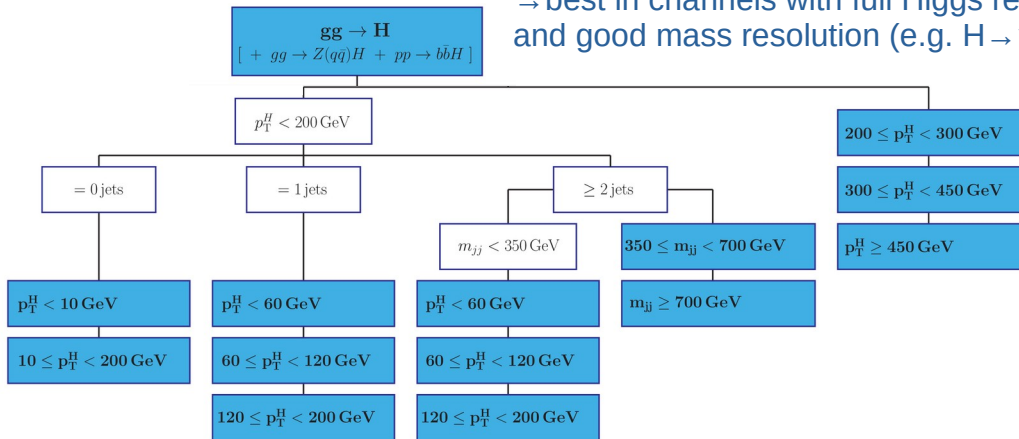 →best in channels with full Higgs
and good mass resolution (e.g. H→
gg → H
[ + gg → Z(qq̄)H + pp → bb̄H ]
p_T^H < 200 GeV
200 ≤ p_T^H < 300 GeV
300 ≤ p_T^H < 450 GeV
p_T^H ≥ 450 GeV
= 0 jets
= 1 jets
≥ 2 jets
m_jj < 350 GeV
350 ≤ m_jj < 700 GeV
m_jj ≥ 700 GeV
p_T^H < 10 GeV
10 ≤ p_T^H < 200 GeV
p_T^H < 60 GeV
60 ≤ p_T^H < 120 GeV
120 ≤ p_T^H < 200 GeV
p_T^H < 60 GeV
60 ≤ p_T^H < 120 GeV
120 ≤ p_T^H < 200 GeV